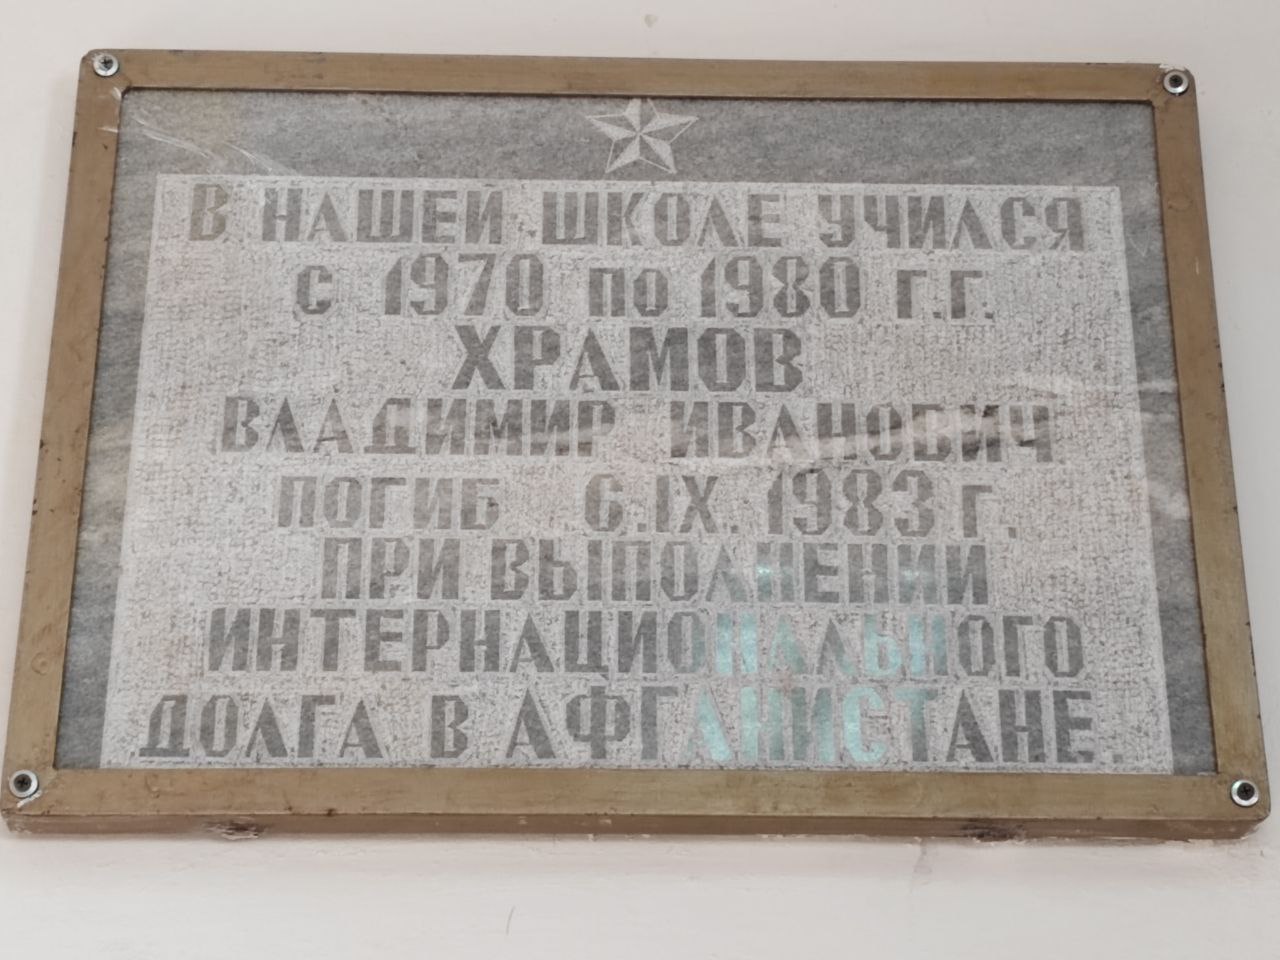 В НАШЕЙ ШКОЛЕ УЧИЛСЯ
с 1970 по 1980 г.г.
ХРАМОВ
ВЛАДИМИР ИВАНОВИЧ
ПОГИБ 6.IX.1983 г.
ПРИ ВЫПОЛНЕНИИ
ИНТЕРНАЦИОНАЛЬНОГО
ДОЛГА В АФГАНИСТАНЕ.